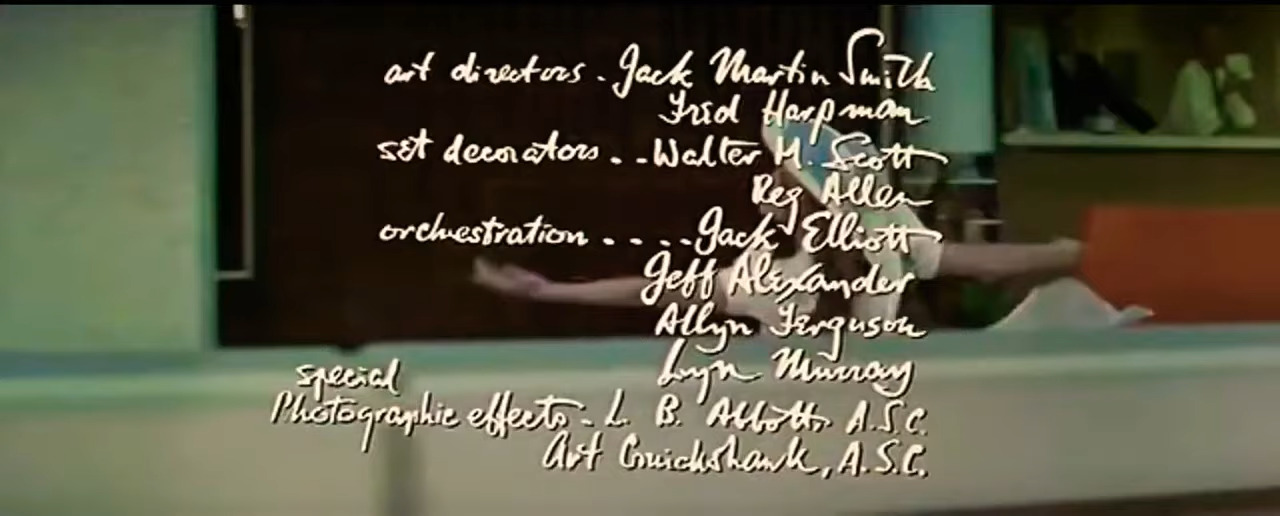 art directors . Jack Martin Smith
Fred Harpman
set decorators . . Walter M. Scott
Reg Allen
orchestration . . . . Jack Elliott
Jeff Alexander
Allyn Ferguson
Lyn Murray
special
Photographic effects . L. B. Abbott, A.S.C.
Art Cruickshank, A.S.C.